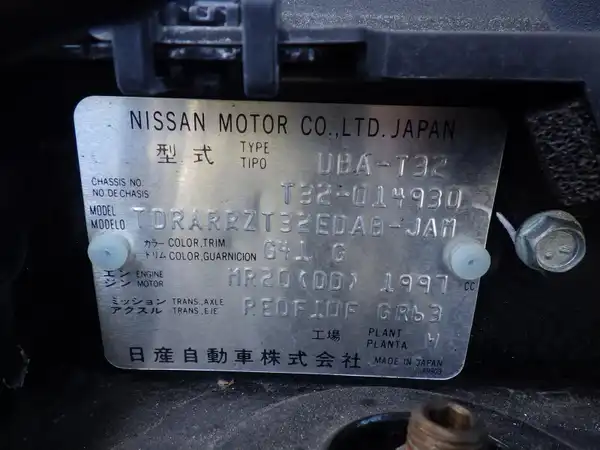 NISSAN MOTOR CO.,LTD. JAPAN
型式 TYPE TIPO DBA-T32
CHASSIS NO. NO.DE CHASIS T32-014930
MODEL MODELO TDRARRZT32EDAB-JAM
カラー COLOR,TRIM トリム COLOR,GUARNICION G41 G
エンジン ENGINE MOTOR MR20(DD) 1997 CC
ミッション TRANS.,AXLE アクスル TRANS.,EJE RE0F10F GR63
工場 PLANT PLANTA W
日産自動車株式会社 MADE IN JAPAN